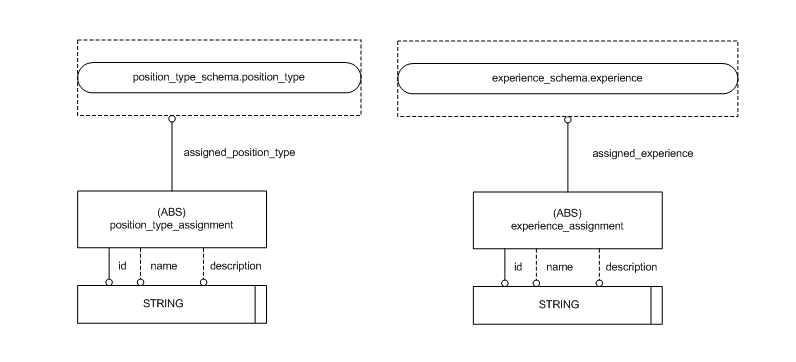 position_type_schema.position_type
experience_schema.experience
assigned_position_type
assigned_experience
(ABS)
position_type_assignment
(ABS)
experience_assignment
id name description
id name description
STRING
STRING